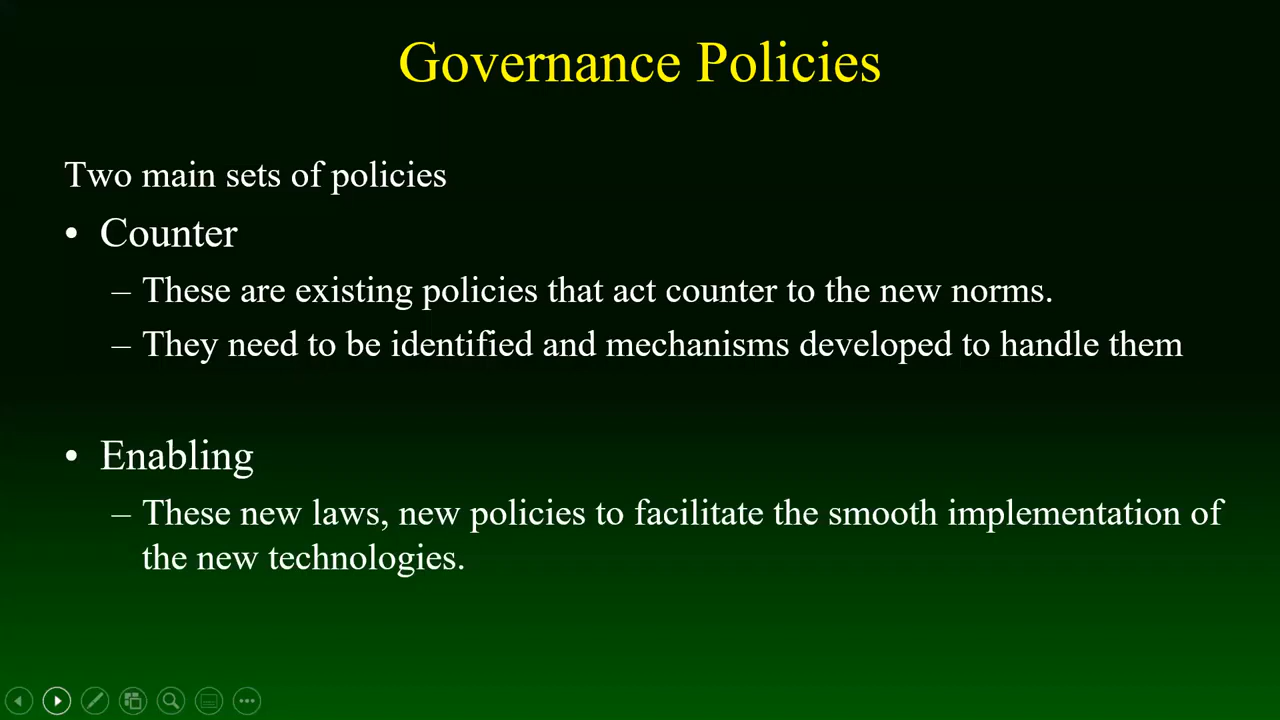 Governance Policies
Two main sets of policies
• Counter
– These are existing policies that act counter to the new norms.
– They need to be identified and mechanisms developed to handle them
• Enabling
– These new laws, new policies to facilitate the smooth implementation of
the new technologies.